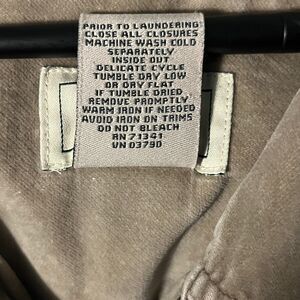 PRIOR TO LAUNDERING
CLOSE ALL CLOSURES
MACHINE WASH COLD
SEPARATELY
INSIDE OUT
DELICATE CYCLE
TUMBLE DRY LOW
OR DRY FLAT
IF TUMBLE DRIED,
REMOVE PROMPTLY
WARM IRON IF NEEDED
AVOID IRON ON TRIMS
DO NOT BLEACH
RN 71341
VN 03790